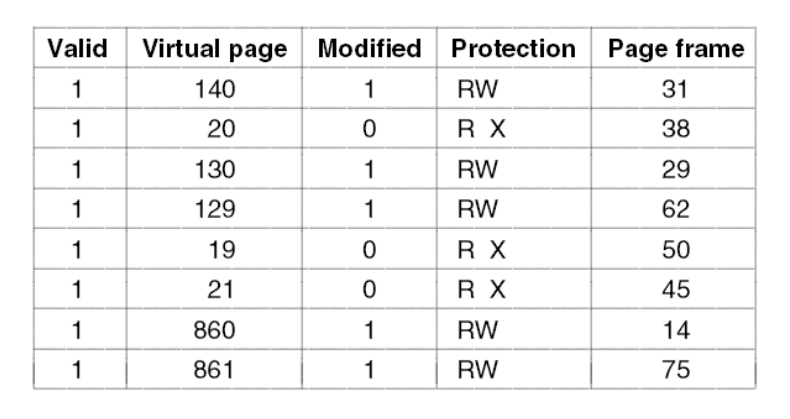 Valid Virtual page Modified Protection Page frame
1 140 1 RW 31
1 20 0 R X 38
1 130 1 RW 29
1 129 1 RW 62
1 19 0 R X 50
1 21 0 R X 45
1 860 1 RW 14
1 861 1 RW 75